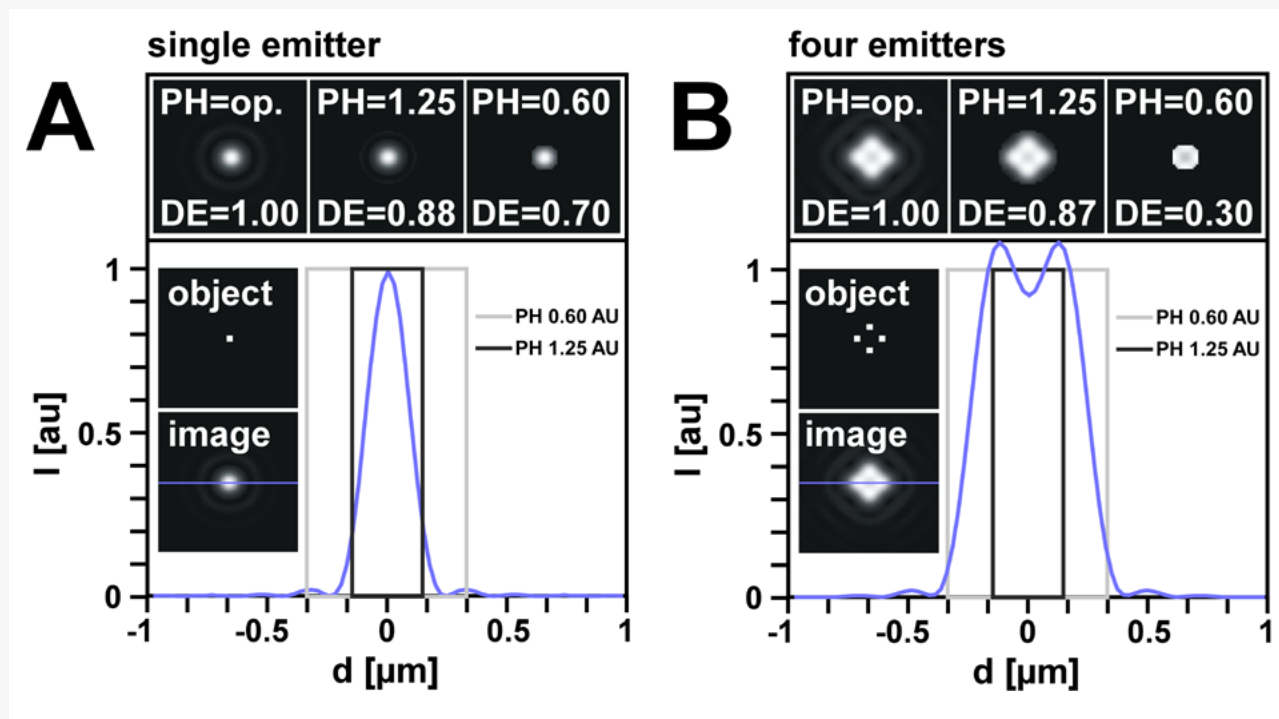 single emitter
A
PH=op.
PH=1.25
PH=0.60
DE=1.00
DE=0.88
DE=0.70
1
object
PH 0.60 AU
PH 1.25 AU
image
I [au]
0.5
0
-1
-0.5
0
0.5
1
d [µm]
four emitters
B
PH=op.
PH=1.25
PH=0.60
DE=1.00
DE=0.87
DE=0.30
1
object
PH 0.60 AU
PH 1.25 AU
image
I [au]
0.5
0
-1
-0.5
0
0.5
1
d [µm]